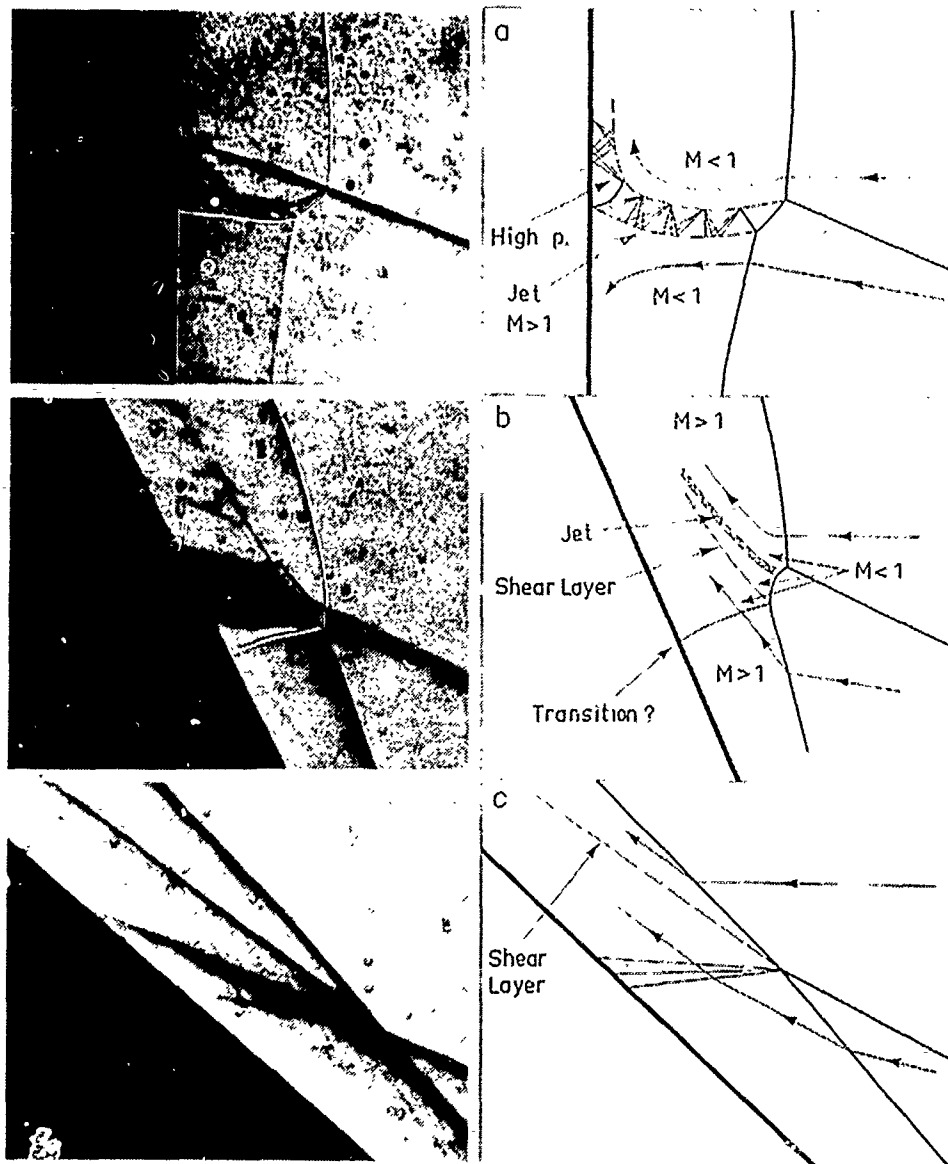 a
M<1
High p.
Jet
M>1
M<1
b
M>1
Jet
Shear Layer
M<1
M>1
Transition?
c
Shear
Layer